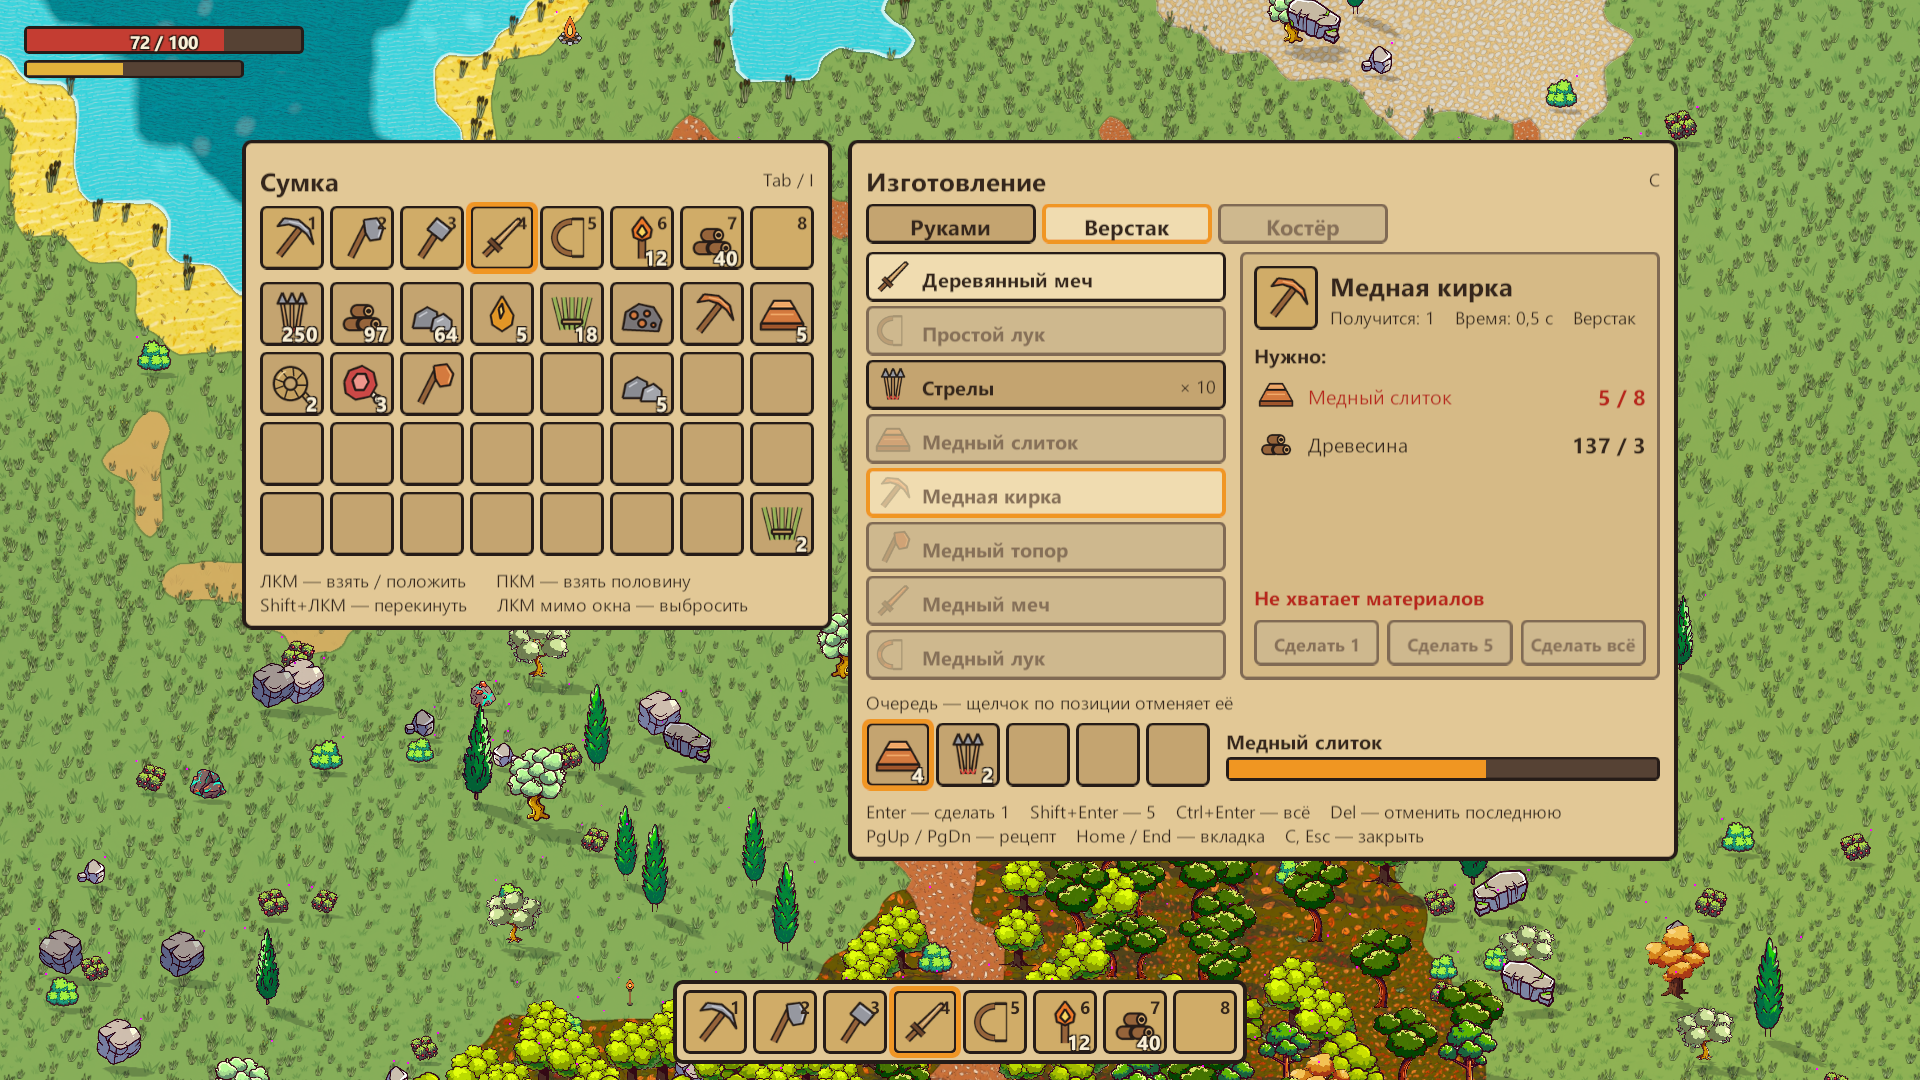 72 / 100
Сумка
Tab / I
1
2
3
4
5
6
12
7
40
8
250
97
64
5
18
5
2
3
5
2
ЛКМ — взять / положить ПКМ — взять половину
Shift+ЛКМ — перекинуть ЛКМ мимо окна — выбросить
Изготовление
C
Руками
Верстак
Костёр
Деревянный меч
Простой лук
Стрелы × 10
Медный слиток
Медная кирка
Медный топор
Медный меч
Медный лук
Медная кирка
Получится: 1 Время: 0,5 с Верстак
Нужно:
Медный слиток 5 / 8
Древесина 137 / 3
Не хватает материалов
Сделать 1
Сделать 5
Сделать всё
Очередь — щелчок по позиции отменяет её
4
2
Медный слиток
Enter — сделать 1 Shift+Enter — 5 Ctrl+Enter — всё Del — отменить последнюю
PgUp / PgDn — рецепт Home / End — вкладка C, Esc — закрыть
1
2
3
4
5
6
12
7
40
8